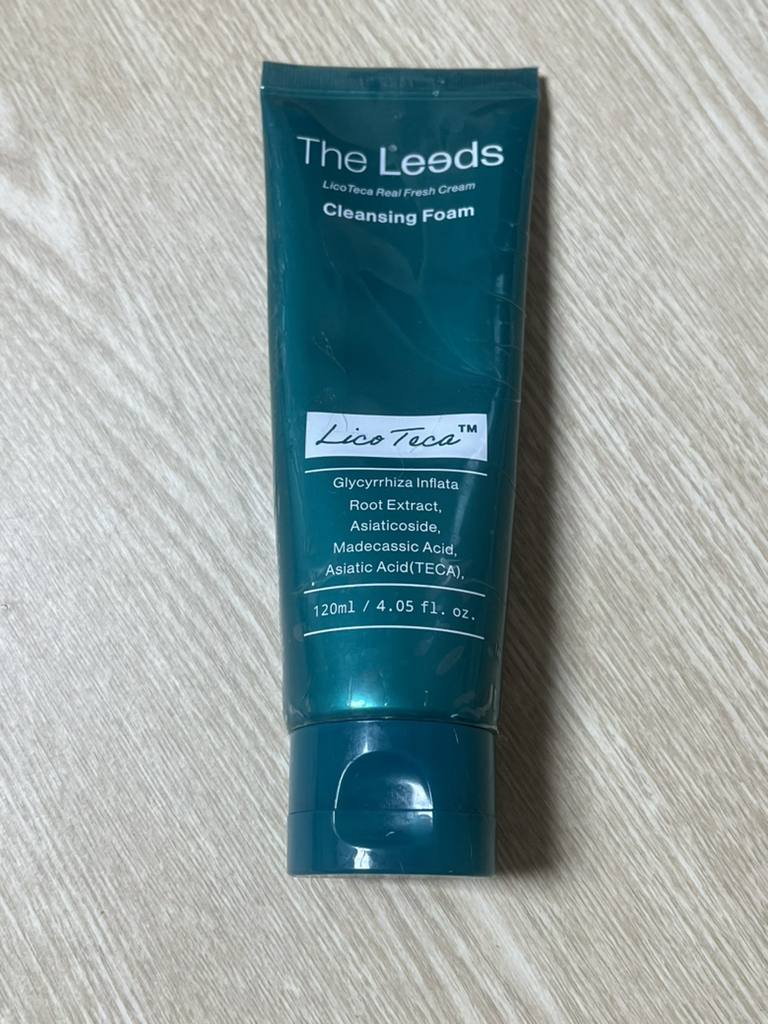 The Leeds
LicoTeca Real Fresh Cream
Cleansing Foam
Lico Teca™
Glycyrrhiza Inflata
Root Extract,
Asiaticoside,
Madecassic Acid,
Asiatic Acid(TECA),
120ml / 4.05 fl. oz.